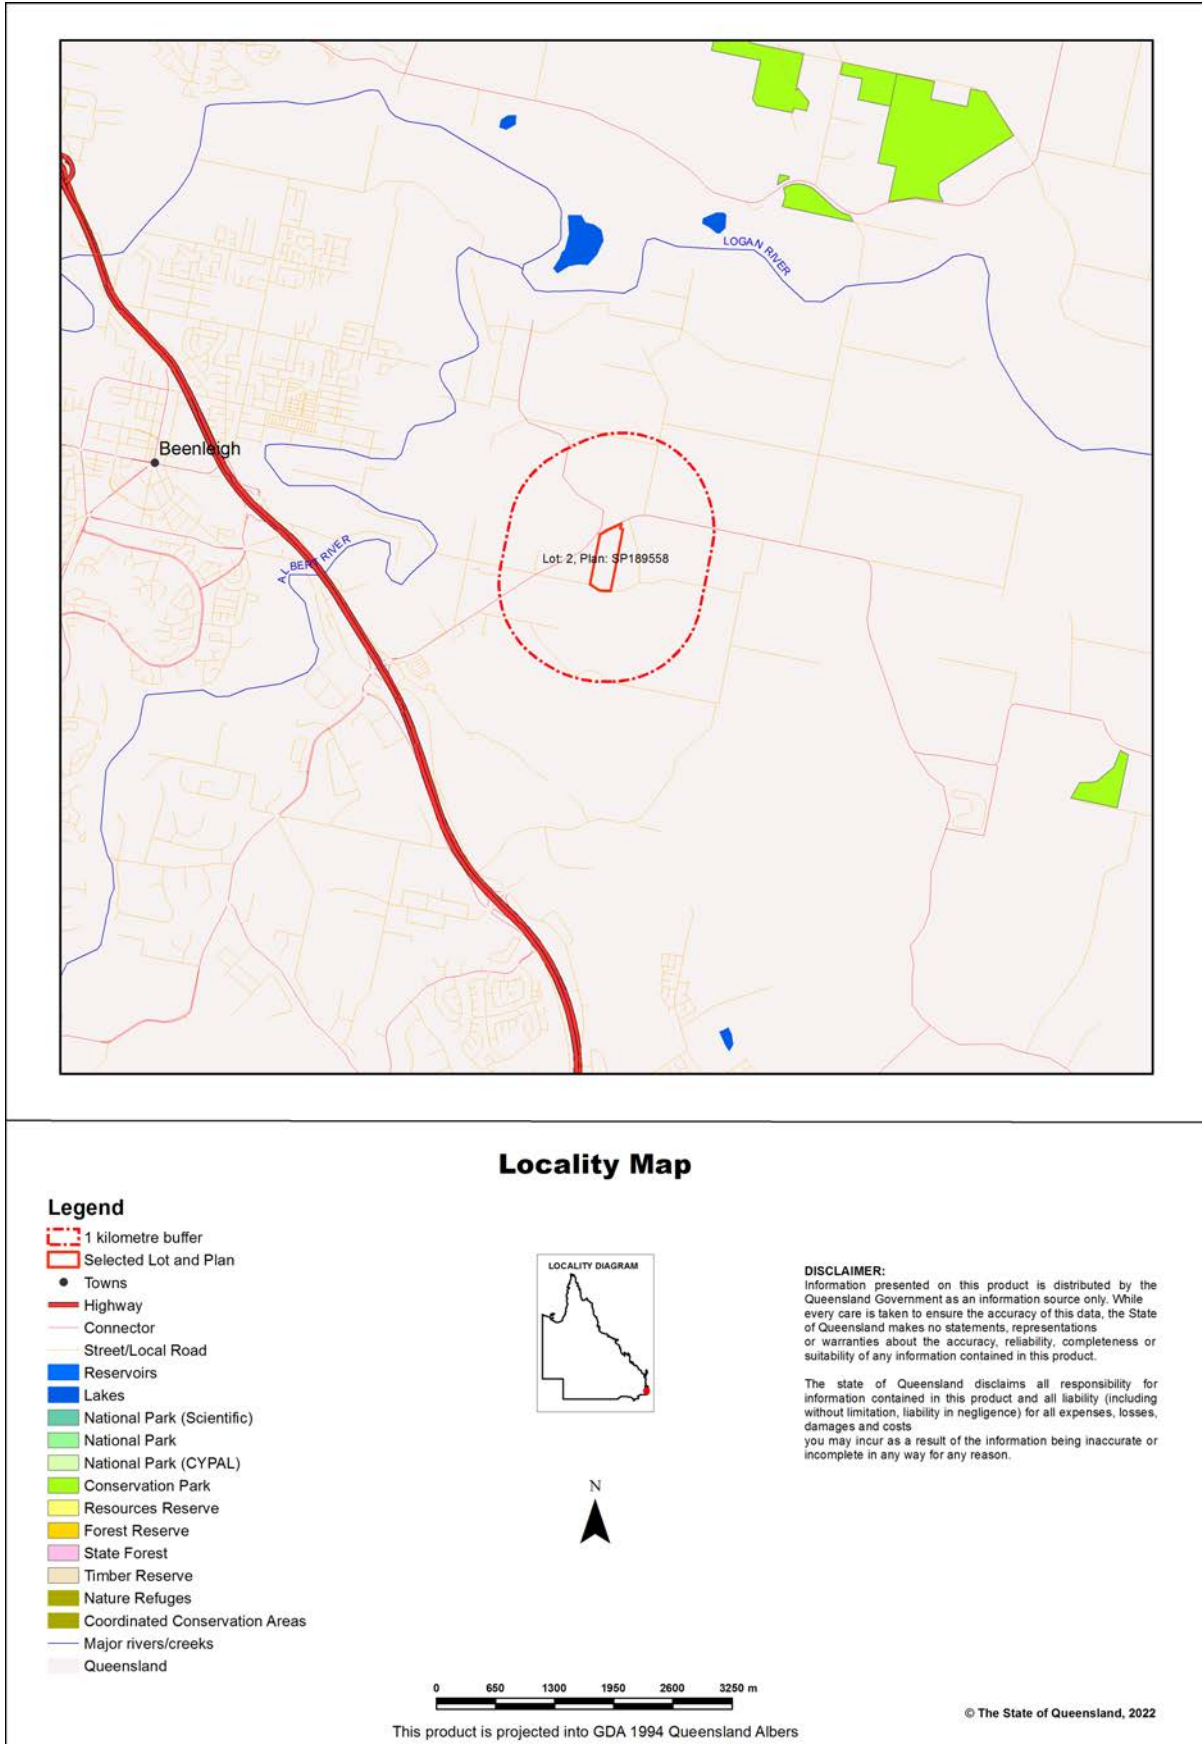 LOGAN RIVER
Beenleigh
ALBERT RIVER
Lot: 2, Plan: SP189558
Locality Map
Legend
1 kilometre buffer
Selected Lot and Plan
Towns
Highway
Connector
Street/Local Road
Reservoirs
Lakes
National Park (Scientific)
National Park
National Park (CYPAL)
Conservation Park
Resources Reserve
Forest Reserve
State Forest
Timber Reserve
Nature Refuges
Coordinated Conservation Areas
Major rivers/creeks
Queensland
LOCALITY DIAGRAM
N
DISCLAIMER:
Information presented on this product is distributed by the
Queensland Government as an information source only. While
every care is taken to ensure the accuracy of this data, the State
of Queensland makes no statements, representations
or warranties about the accuracy, reliability, completeness or
suitability of any information contained in this product.
The state of Queensland disclaims all responsibility for
information contained in this product and all liability (including
without limitation, liability in negligence) for all expenses, losses,
damages and costs
you may incur as a result of the information being inaccurate or
incomplete in any way for any reason.
0 650 1300 1950 2600 3250 m
This product is projected into GDA 1994 Queensland Albers
© The State of Queensland, 2022